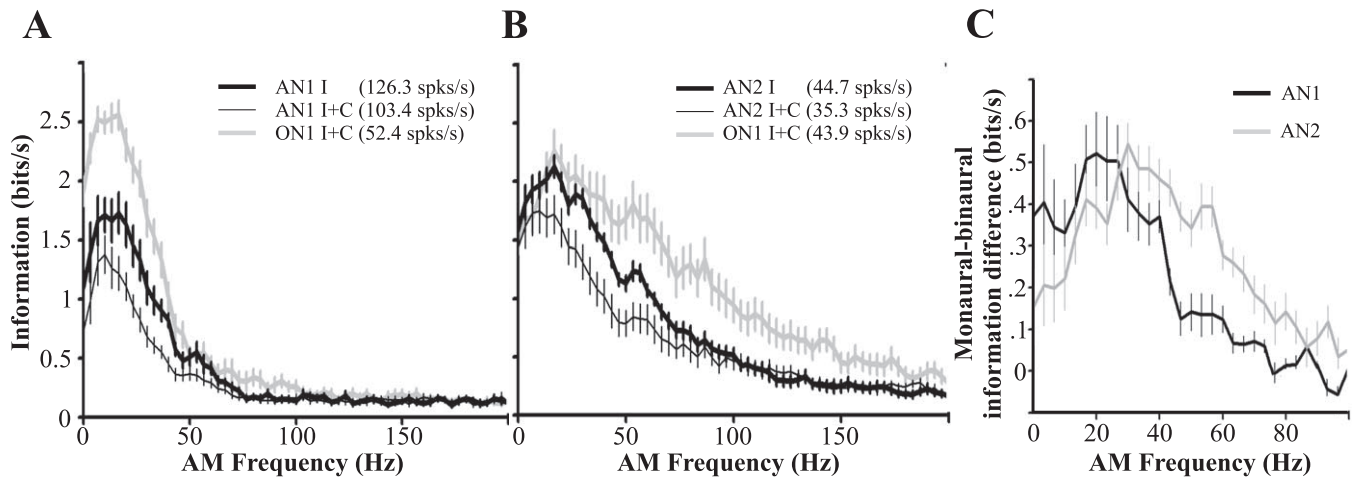 A
Information (bits/s)
2.5
2
1.5
1
0.5
0
AN1 I (126.3 spks/s)
AN1 I+C (103.4 spks/s)
ON1 I+C (52.4 spks/s)
0 50 100 150
AM Frequency (Hz)
B
AN2 I (44.7 spks/s)
AN2 I+C (35.3 spks/s)
ON1 I+C (43.9 spks/s)
0 50 100 150
AM Frequency (Hz)
C
Monaural-binaural
information difference (bits/s)
.6
.5
.4
.3
.2
.1
0
AN1
AN2
0 20 40 60 80
AM Frequency (Hz)